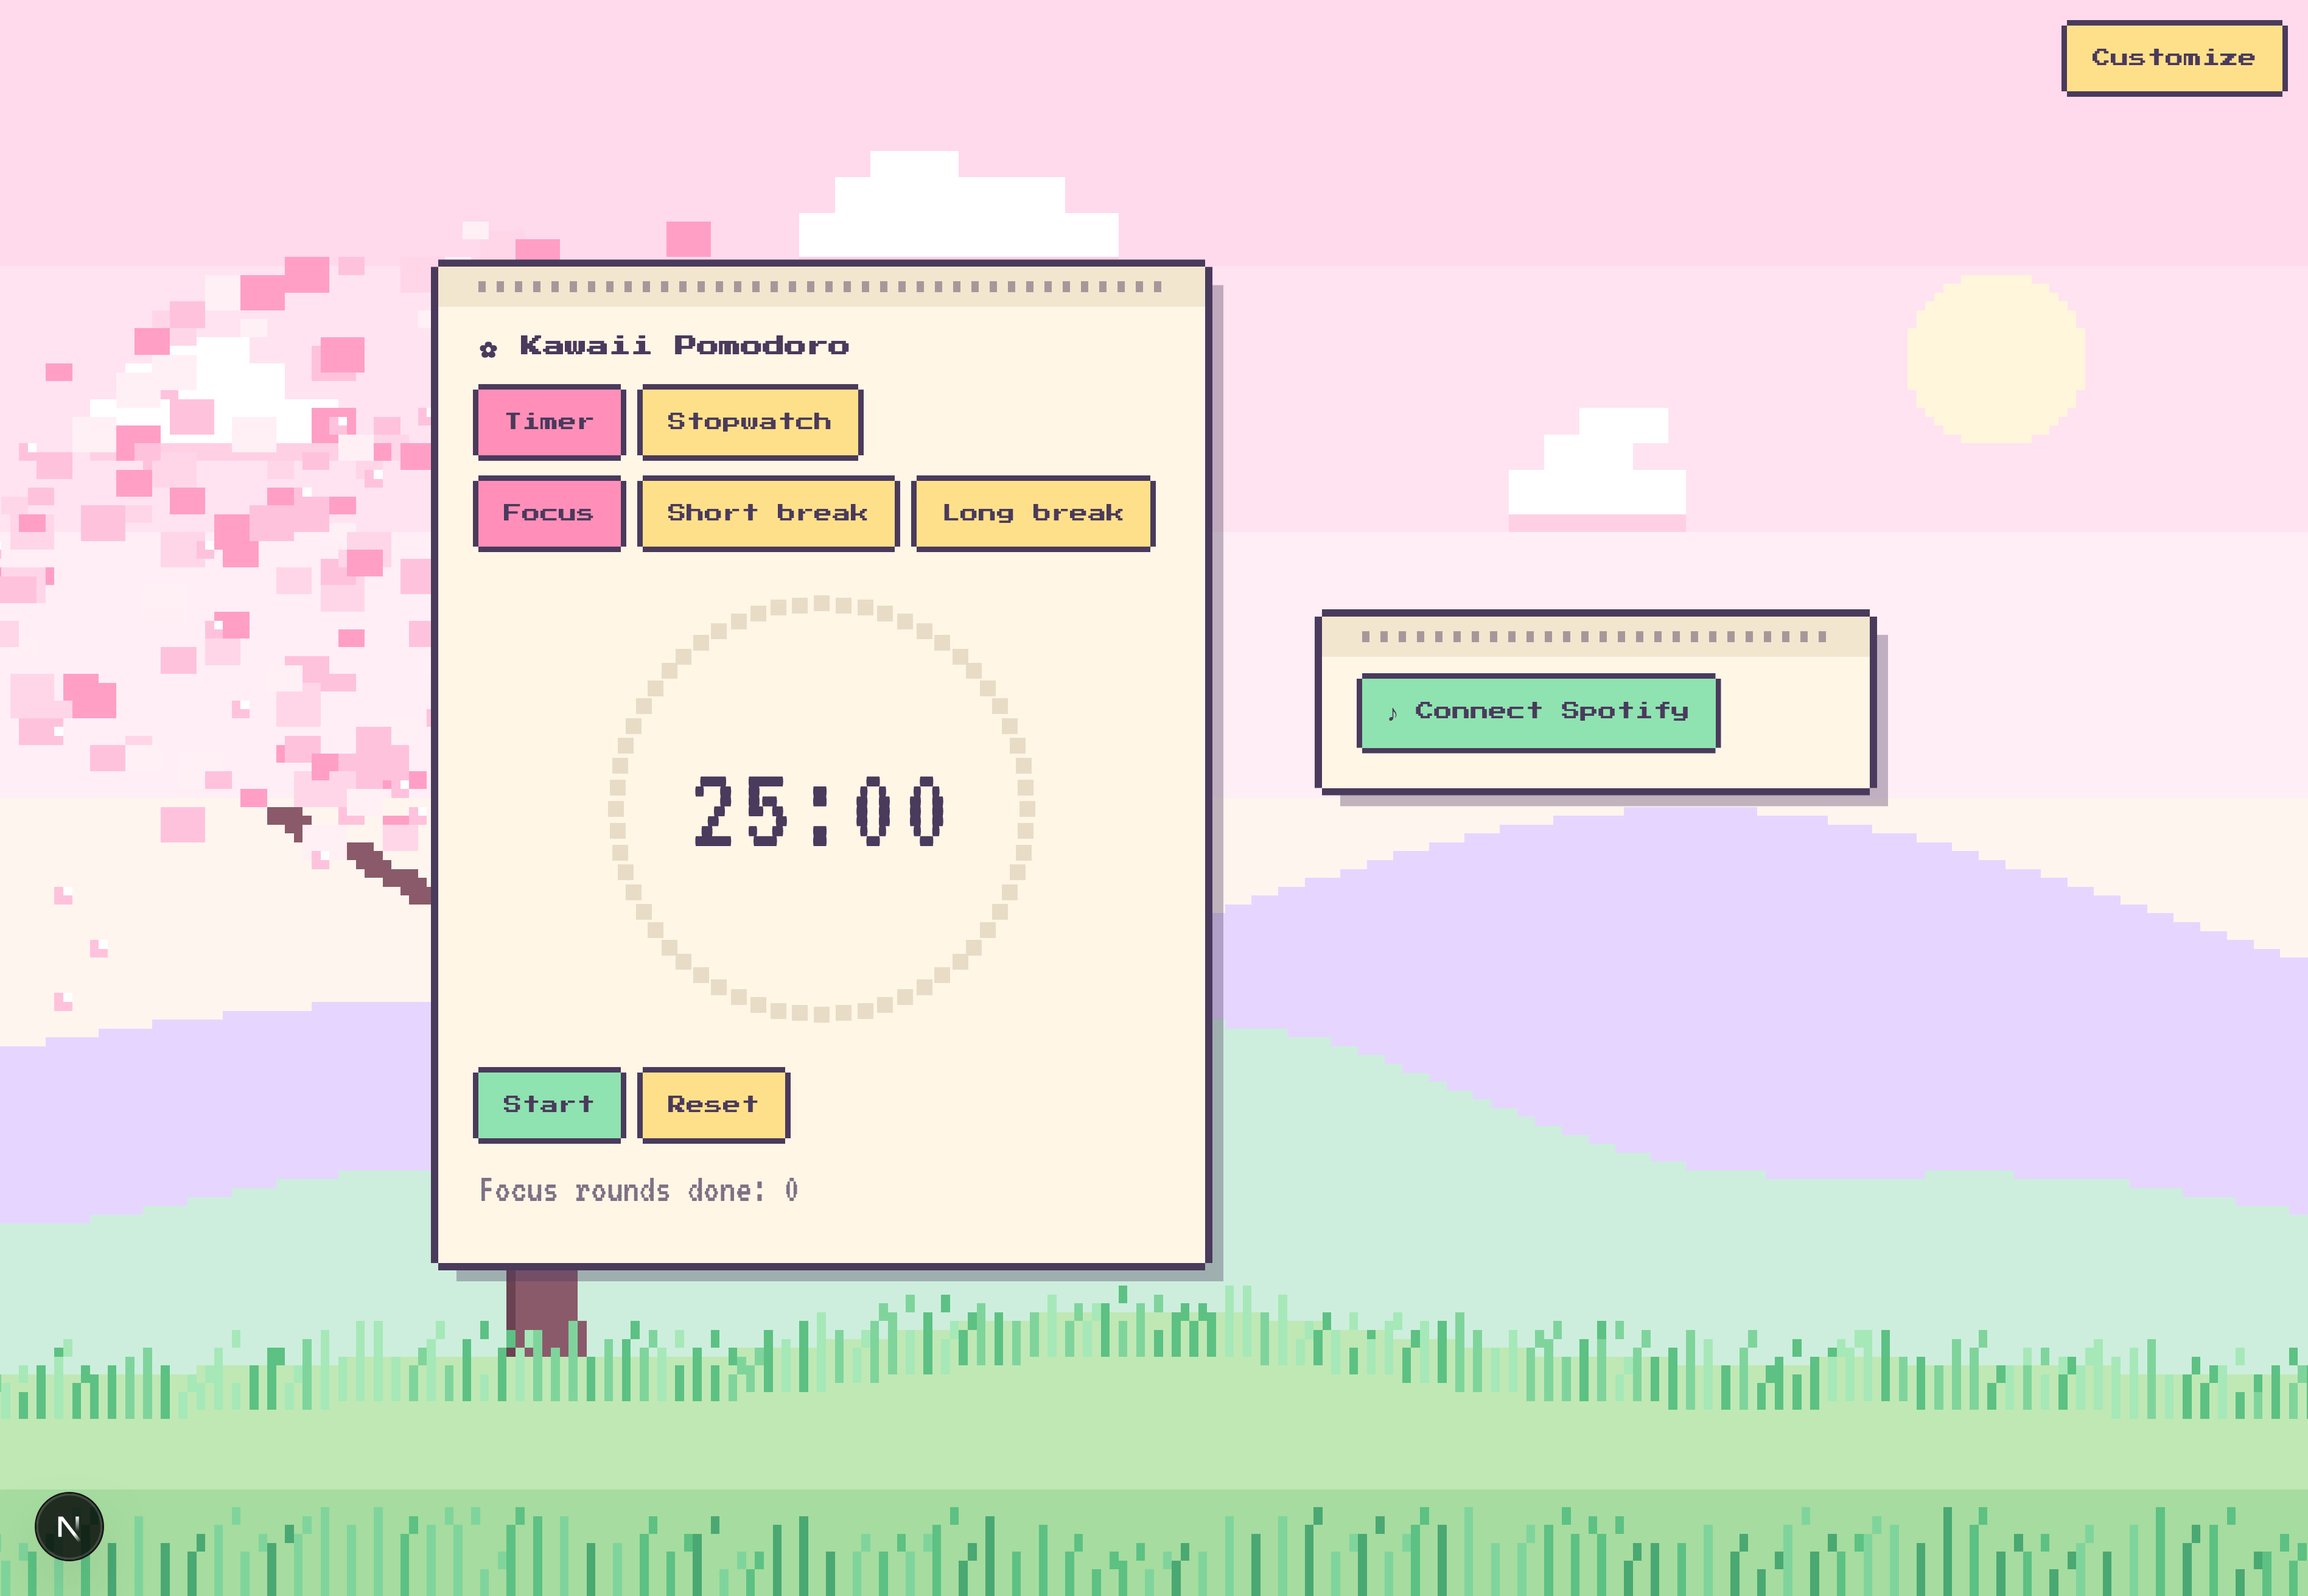 Customize
✿ Kawaii Pomodoro
Timer Stopwatch
Focus Short break Long break
25:00
♪ Connect Spotify
Start Reset
Focus rounds done: 0
N